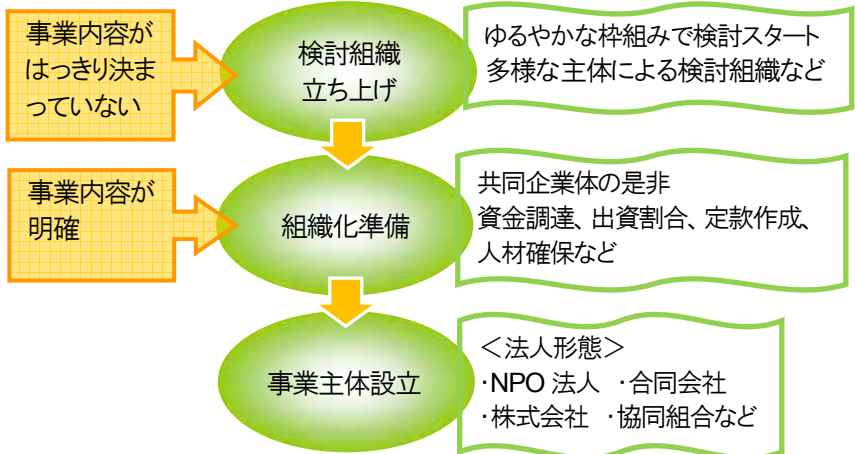 事業内容が
はっきり決ま
っていない
検討組織
立ち上げ
ゆるやかな枠組みで検討スタート
多様な主体による検討組織など
事業内容が
明確
組織化準備
共同企業体の是非
資金調達、出資割合、定款作成、
人材確保など
事業主体設立
＜法人形態＞
・NPO 法人 ・合同会社
・株式会社 ・協同組合など